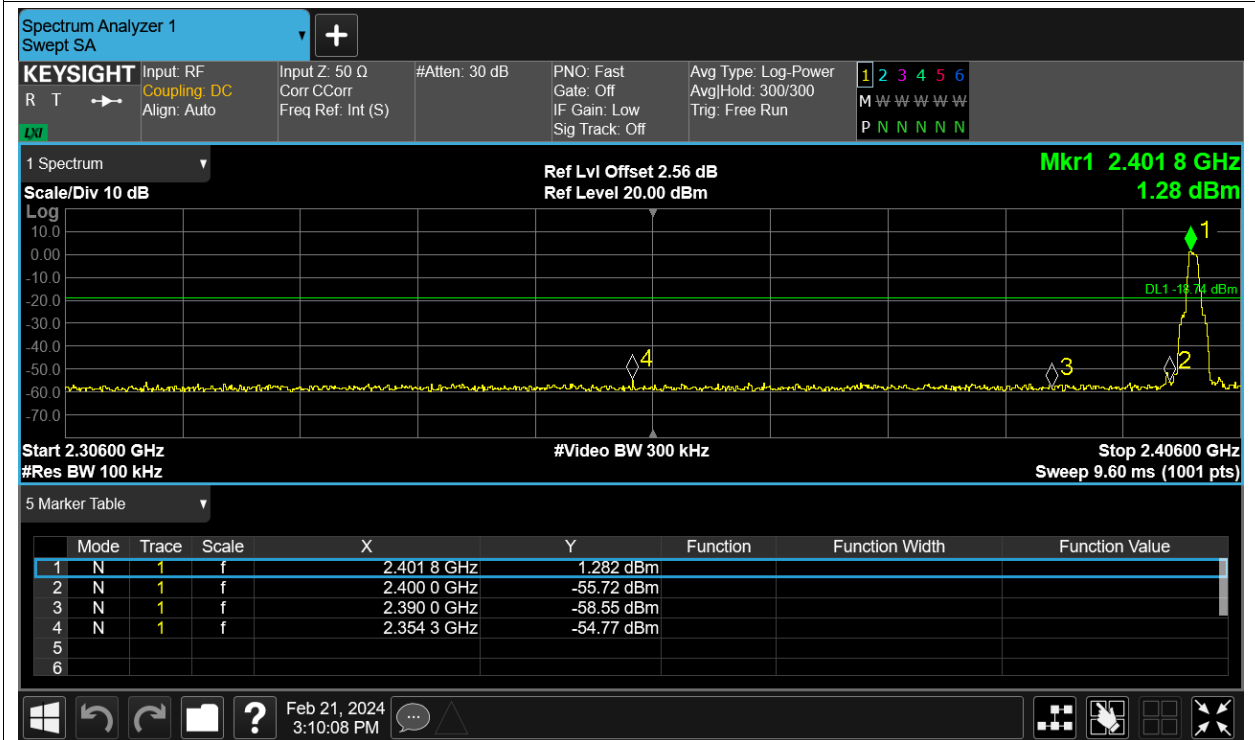 Spectrum Analyzer 1
Swept SA
+
KEYSIGHT
R T
LXI
Input: RF
Coupling: DC
Align: Auto
Input Z: 50 Ω
Corr CCorr
Freq Ref: Int (S)
#Atten: 30 dB
PNO: Fast
Gate: Off
IF Gain: Low
Sig Track: Off
Avg Type: Log-Power
Avg|Hold: 300/300
Trig: Free Run
1 2 3 4 5 6
M W W W W W
P N N N N N
1 Spectrum
Scale/Div 10 dB
Ref Lvl Offset 2.56 dB
Ref Level 20.00 dBm
Mkr1 2.401 8 GHz
1.28 dBm
Log
10.0
0.00
-10.0
-20.0
-30.0
-40.0
-50.0
-60.0
-70.0
1
DL1 -18.74 dBm
4
3
2
Start 2.30600 GHz
#Res BW 100 kHz
#Video BW 300 kHz
Stop 2.40600 GHz
Sweep 9.60 ms (1001 pts)
5 Marker Table
Mode Trace Scale X Y Function Function Width Function Value
1 N 1 f 2.401 8 GHz 1.282 dBm
2 N 1 f 2.400 0 GHz -55.72 dBm
3 N 1 f 2.390 0 GHz -58.55 dBm
4 N 1 f 2.354 3 GHz -54.77 dBm
5
6
?
Feb 21, 2024
3:10:08 PM